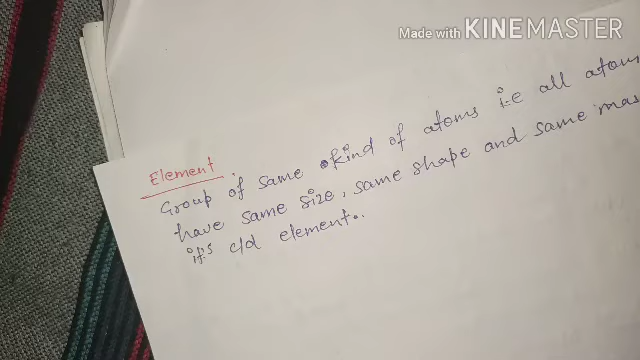 Made with KINEMASTER
Element
Group of same kind of atoms i.e all atom
have same size, same shape and same mas
it's c/d element..